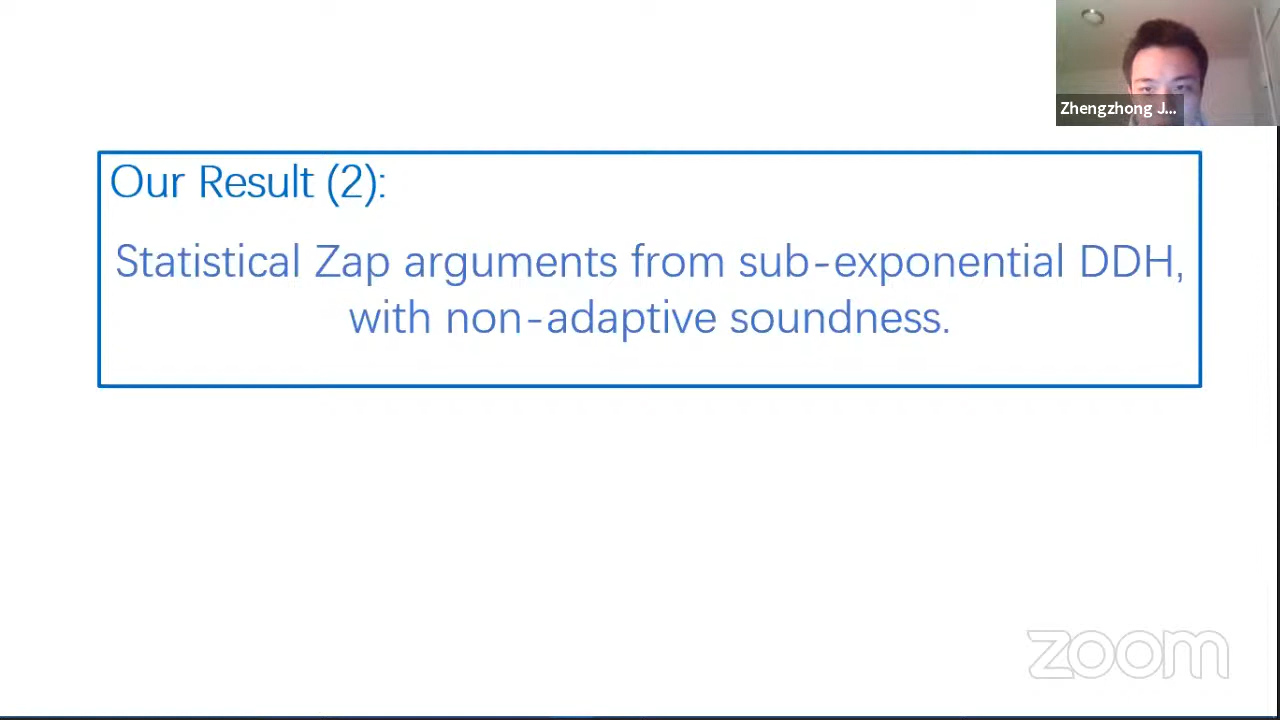 Zhengzhong J...
Our Result (2):
Statistical Zap arguments from sub-exponential DDH,
with non-adaptive soundness.
zoom